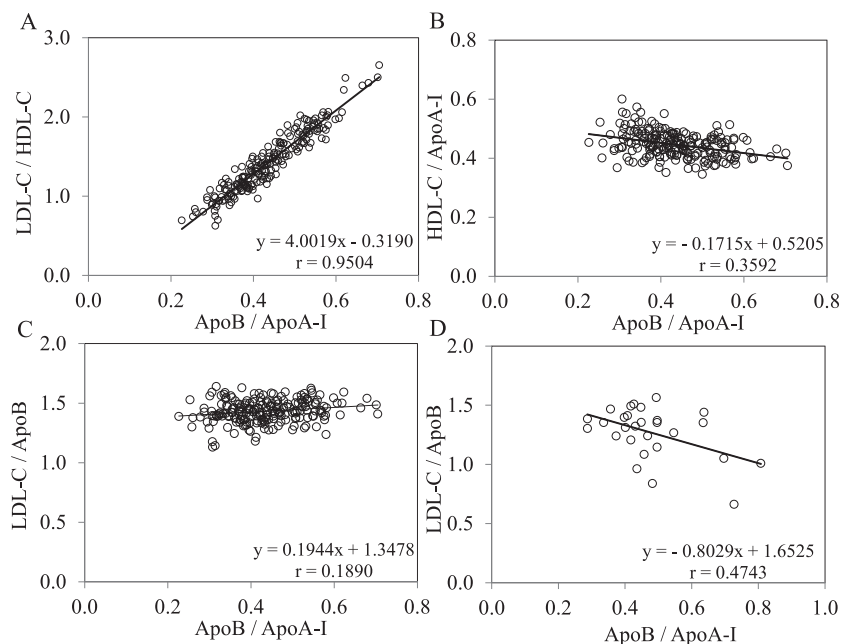 A
3.0
2.0
1.0
0.0
LDL-C / HDL-C
y = 4.0019x - 0.3190
r = 0.9504
0.0 0.2 0.4 0.6 0.8
ApoB / ApoA-I
B
0.8
0.6
0.4
0.2
0.0
HDL-C / ApoA-I
y = - 0.1715x + 0.5205
r = 0.3592
0.0 0.2 0.4 0.6 0.8
ApoB / ApoA-I
C
2.0
1.5
1.0
0.5
0.0
LDL-C / ApoB
y = 0.1944x + 1.3478
r = 0.1890
0.0 0.2 0.4 0.6 0.8
ApoB / ApoA-I
D
2.0
1.5
1.0
0.5
0.0
LDL-C / ApoB
y = - 0.8029x + 1.6525
r = 0.4743
0.0 0.2 0.4 0.6 0.8 1.0
ApoB / ApoA-I